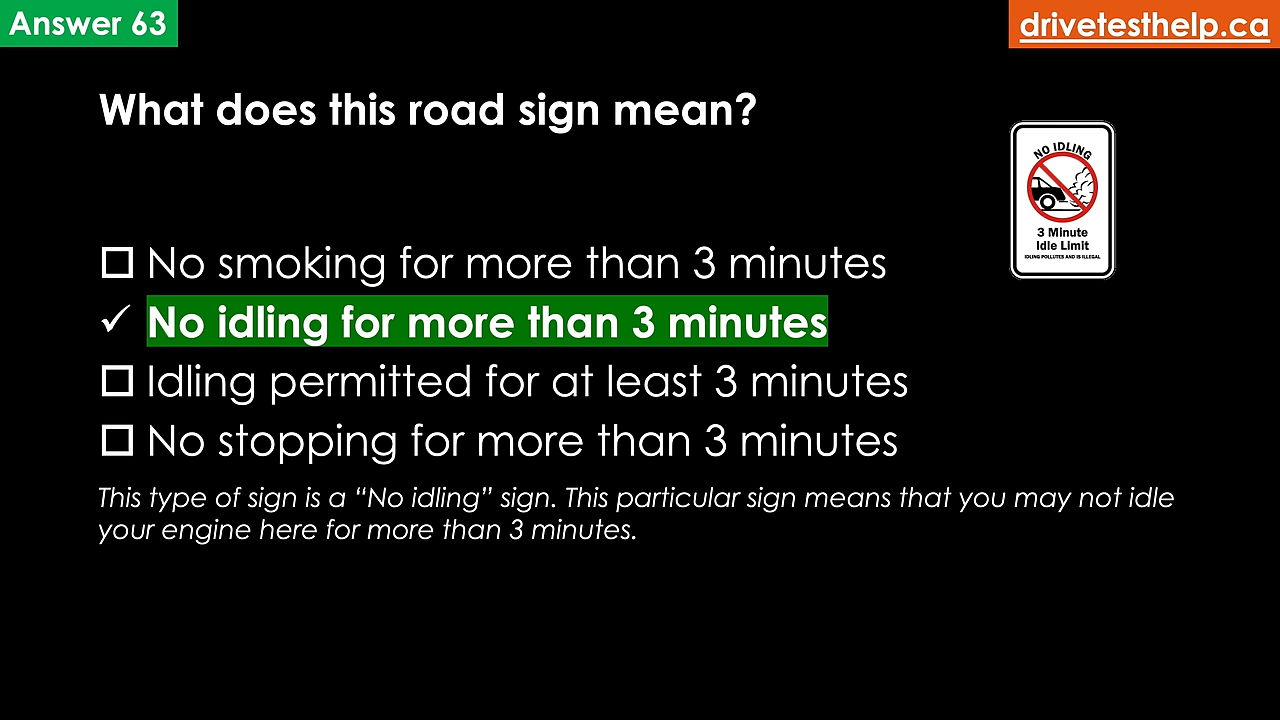 Answer 63
drivetesthelp.ca
What does this road sign mean?
NO IDLING
3 Minute
Idle Limit
IDLING POLLUTES AND IS ILLEGAL
No smoking for more than 3 minutes
No idling for more than 3 minutes
Idling permitted for at least 3 minutes
No stopping for more than 3 minutes
This type of sign is a “No idling” sign. This particular sign means that you may not idle
your engine here for more than 3 minutes.